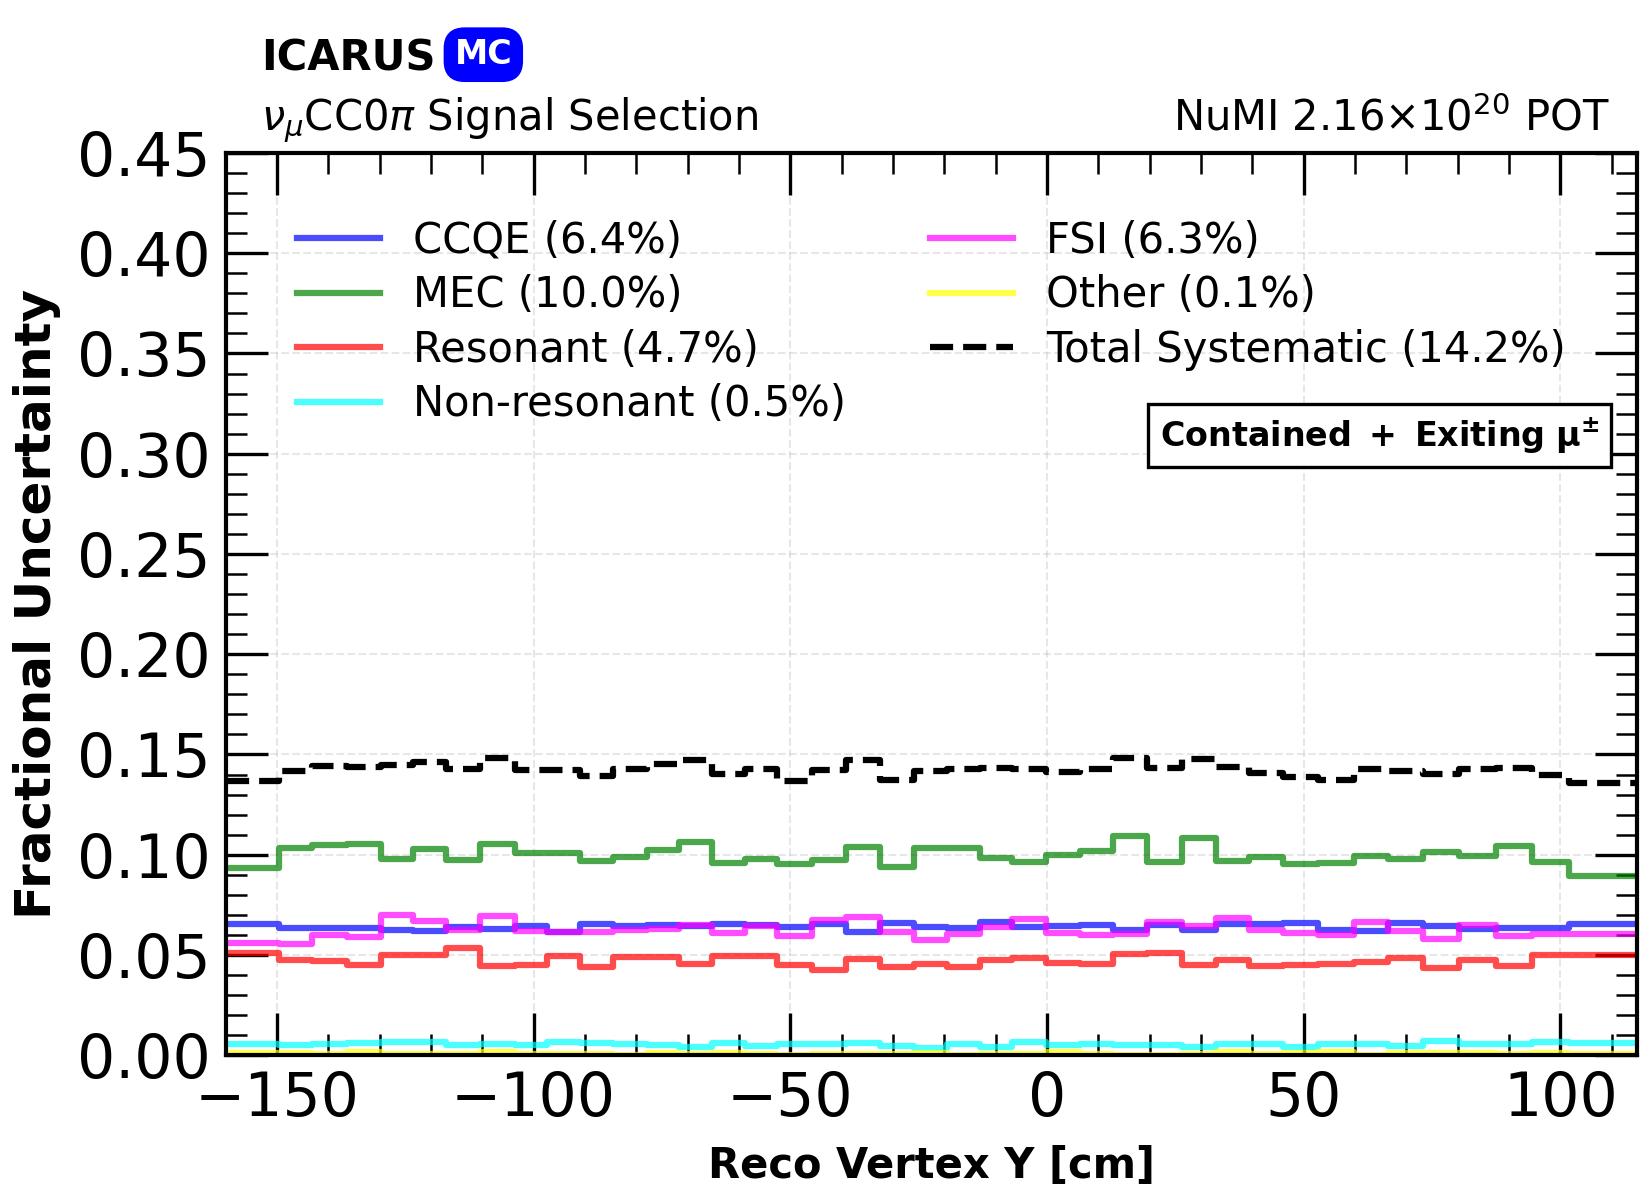 ICARUS MC
νμCC0π Signal Selection
NuMI 2.16×10²⁰ POT
0.45
0.40
0.35
0.30
0.25
0.20
0.15
0.10
0.05
0.00
Fractional Uncertainty
CCQE (6.4%)
MEC (10.0%)
Resonant (4.7%)
Non-resonant (0.5%)
FSI (6.3%)
Other (0.1%)
Total Systematic (14.2%)
Contained + Exiting μ±
−150 −100 −50 0 50 100
Reco Vertex Y [cm]